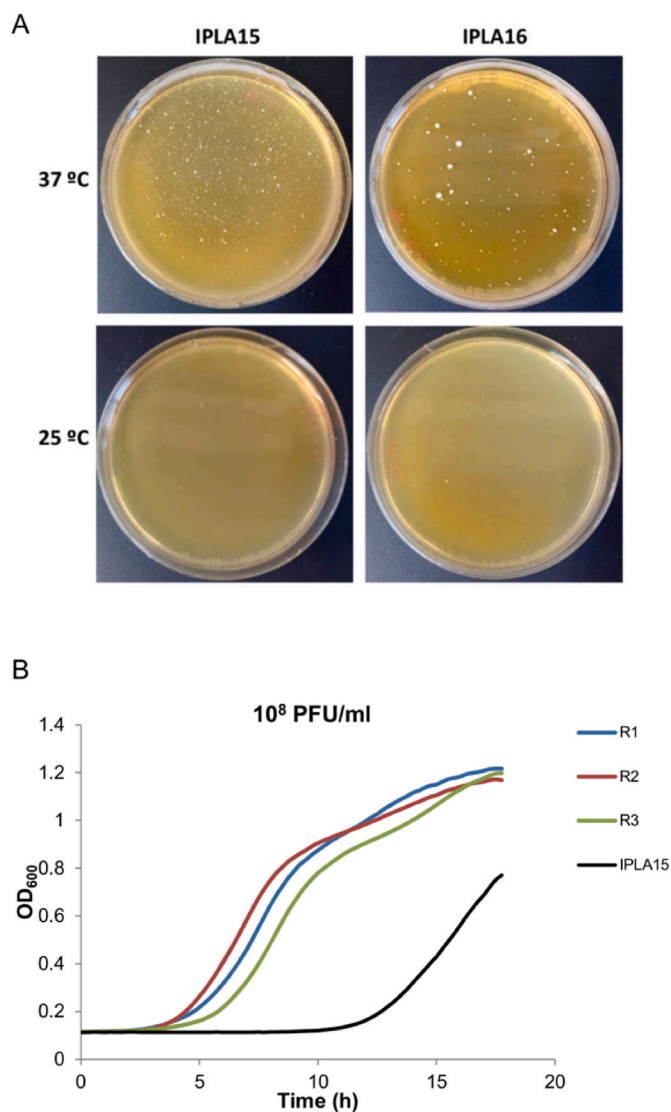 A
IPLA15 IPLA16
37 ºC
25 ºC
B
10⁸ PFU/ml
1.4
1.2
1
0.8
0.6
0.4
0.2
0
OD₆₀₀
0 5 10 15 20
Time (h)
R1
R2
R3
IPLA15